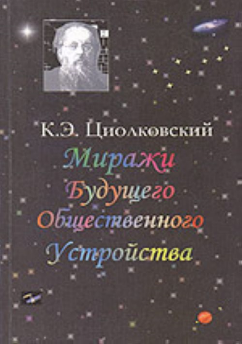 К.Э. Циолковский
Миражи
Будущего
Общественного
Устройства